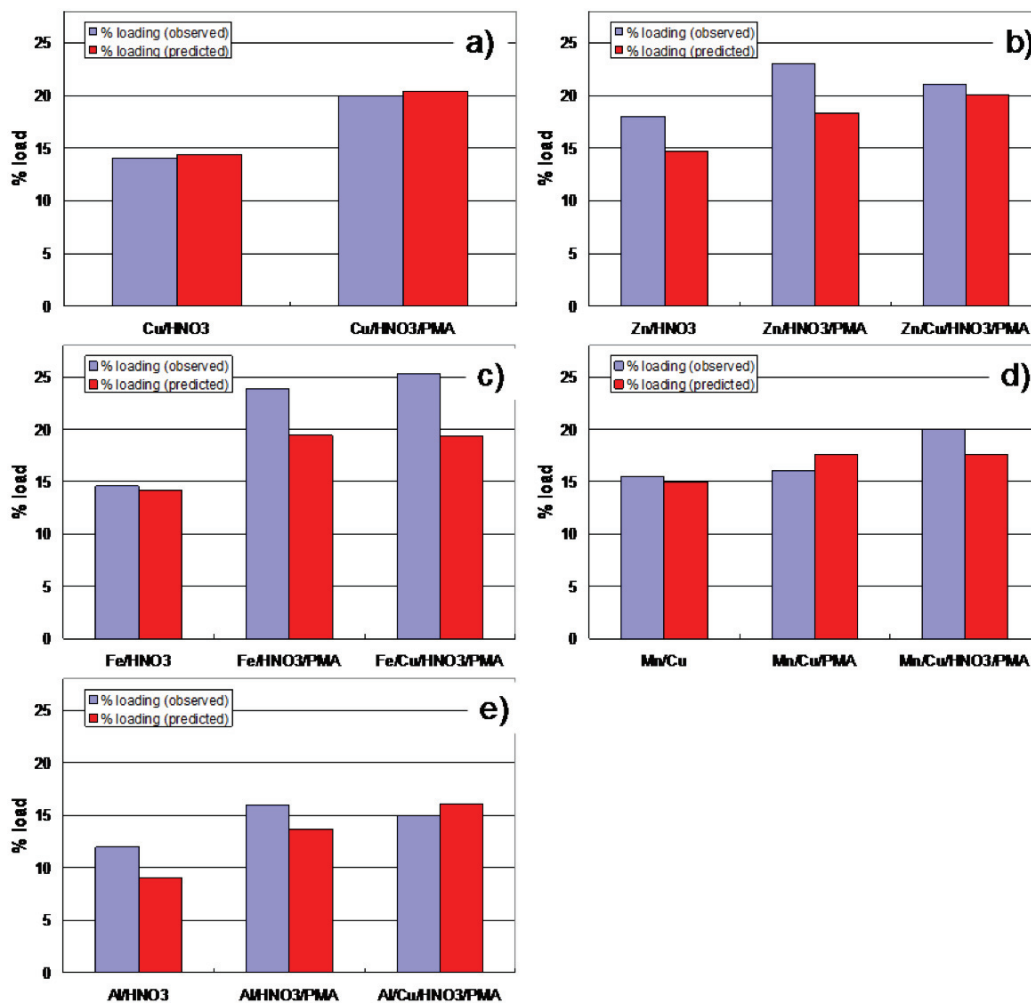 a)
% loading (observed)
% loading (predicted)
% load
25
20
15
10
5
0
Cu/HNO3
Cu/HNO3/PMA
b)
% loading (observed)
% loading (predicted)
% load
25
20
15
10
5
0
Zn/HNO3
Zn/HNO3/PMA
Zn/Cu/HNO3/PMA
c)
% loading (observed)
% loading (predicted)
% load
25
20
15
10
5
0
Fe/HNO3
Fe/HNO3/PMA
Fe/Cu/HNO3/PMA
d)
% loading (observed)
% loading (predicted)
% load
25
20
15
10
5
0
Mn/Cu
Mn/Cu/PMA
Mn/Cu/HNO3/PMA
e)
% loading (observed)
% loading (predicted)
% load
25
20
15
10
5
0
Al/HNO3
Al/HNO3/PMA
Al/Cu/HNO3/PMA